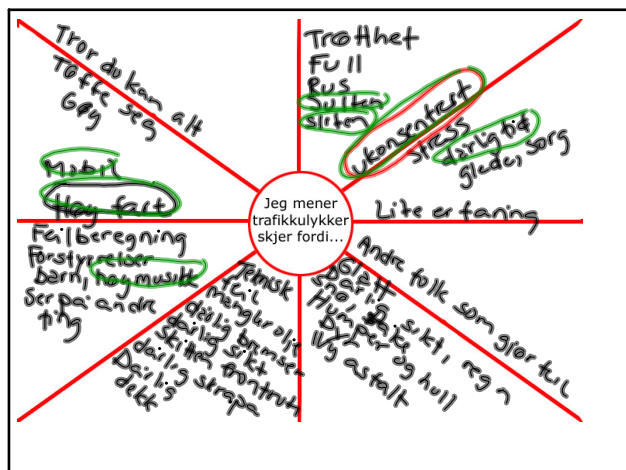 Tror du kan alt
Tøffe seg
Gøy
Trøtthet
Full
Rus
Sulten
sliten
ukonsentrert
stress
dårlig tid
glede, sorg
Mobil
Høy fart
Jeg mener
trafikkulykker
skjer fordi...
Lite erfaring
Feilberegning
Forstyrrelser
barn, høy musikk
Ser på andre
ting
Teknisk
feil
mangler olje
dårlig bremser
dårlig sikt
skitten frontrute
dårlig
Dårlig
dekk
Glatt
Dårlig sikt, regn
snø, tåke
Humper og hull
Dyr
asfalt
Andre folk som gjør feil